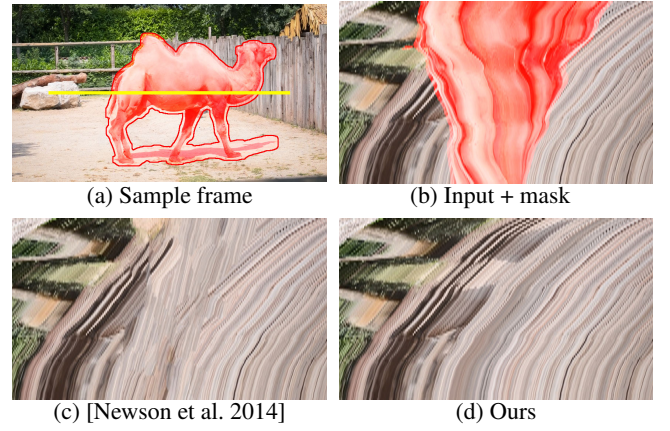 (a) Sample frame
(b) Input + mask
(c) [Newson et al. 2014]
(d) Ours